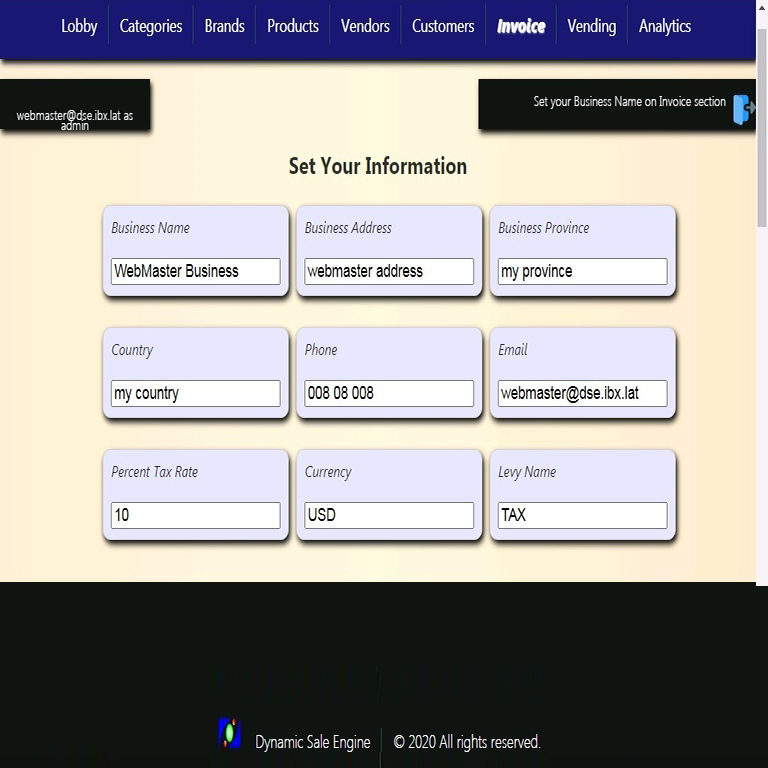 Lobby Categories Brands Products Vendors Customers Invoice Vending Analytics
webmaster@dse.ibx.lat as
admin
Set your Business Name on Invoice section
Set Your Information
Business Name Business Address Business Province
WebMaster Business webmaster address my province
Country Phone Email
my country 008 08 008 webmaster@dse.ibx.lat
Percent Tax Rate Currency Levy Name
10 USD TAX
Dynamic Sale Engine © 2020 All rights reserved.